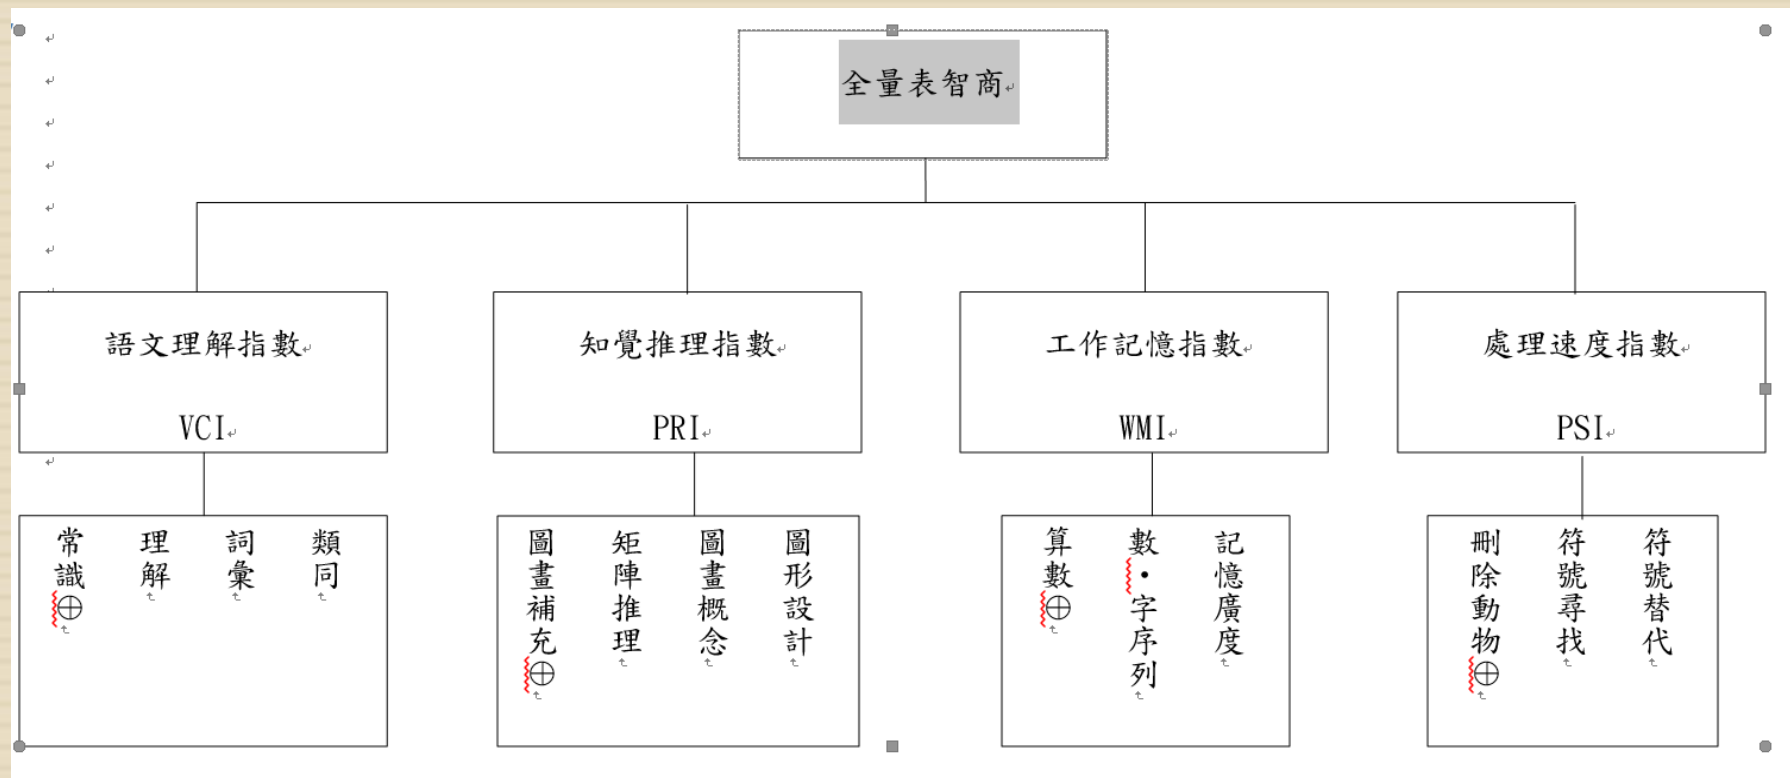 全量表智商
語文理解指數
VCI
知覺推理指數
PRI
工作記憶指數
WMI
處理速度指數
PSI
類同
詞彙
理解
常識⊕
圖形設計
圖畫概念
矩陣推理
圖畫補充⊕
記憶廣度
數•字序列
算數⊕
符號替代
符號尋找
刪除動物⊕